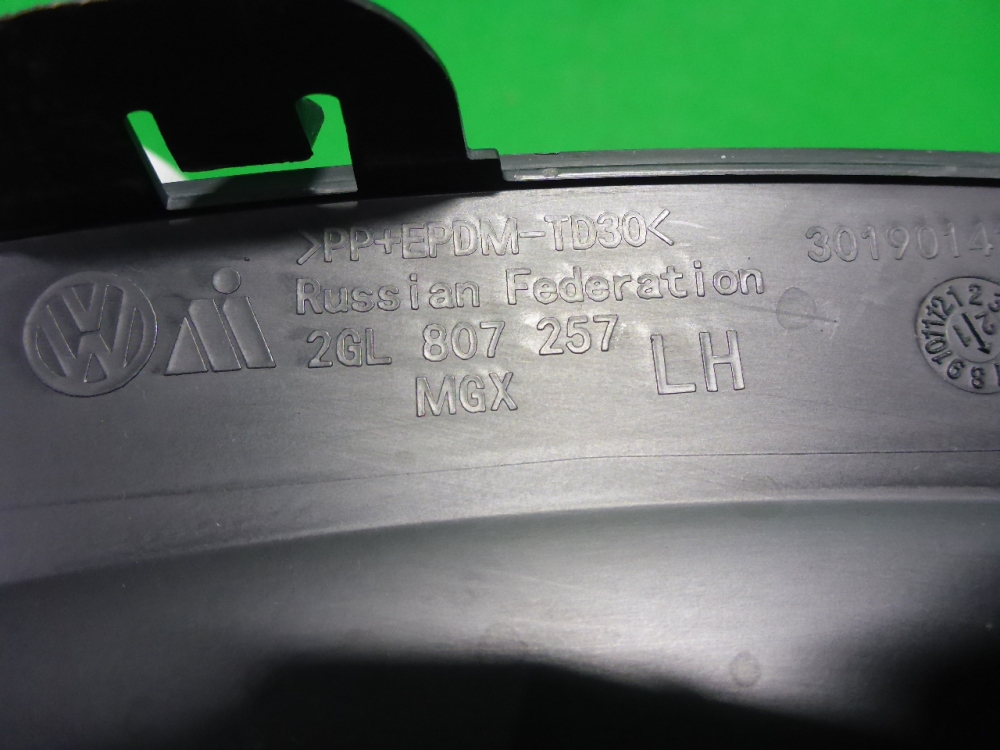 >PP+EPDM-TD30<
3019014
Russian Federation
2GL 807 257
LH
MGX